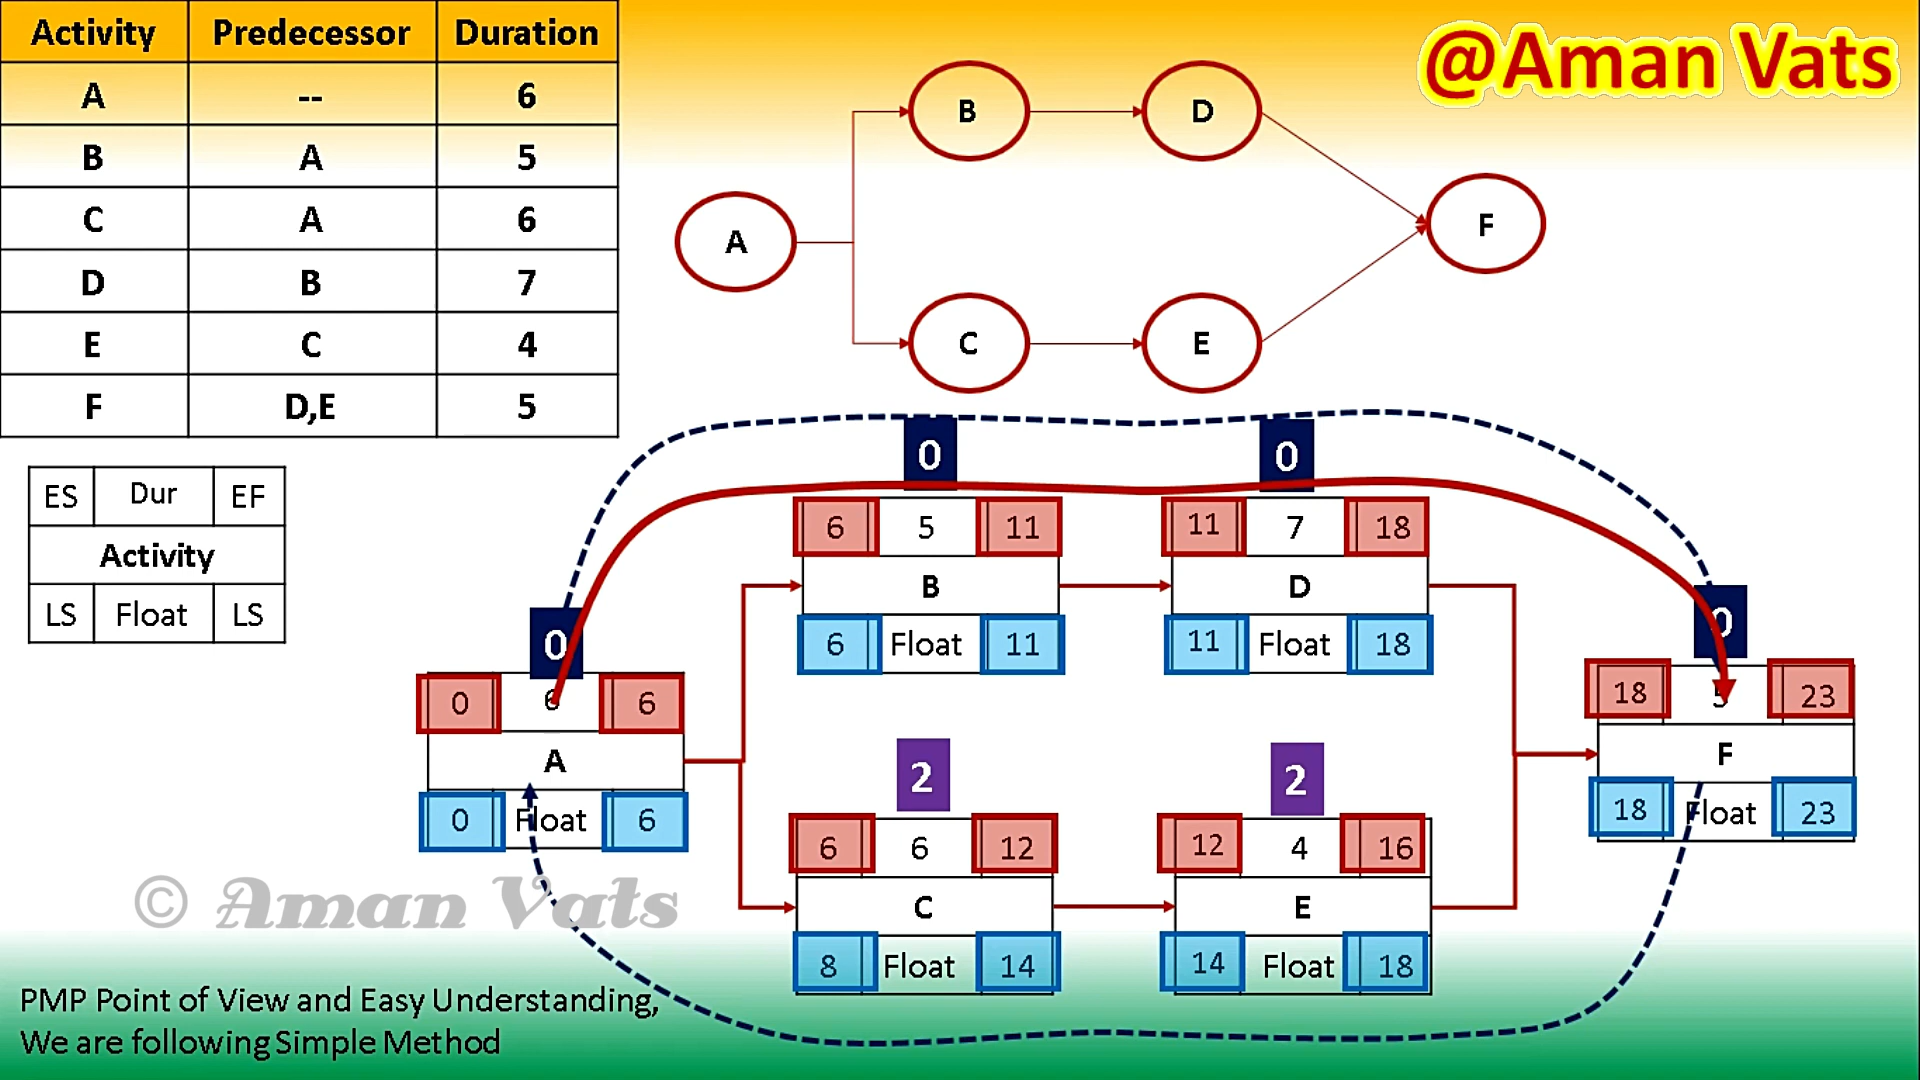 Activity Predecessor Duration
A -- 6
B A 5
C A 6
D B 7
E C 4
F D,E 5
@Aman Vats
B D
A F
C E
ES Dur EF
Activity
LS Float LS
0 0
6 5 11 11 7 18
B D
6 Float 11 11 Float 18
0 0
0 6 6 18 5 23
A F
0 Float 6 18 Float 23
2 2
6 6 12 12 4 16
C E
8 Float 14 14 Float 18
© Aman Vats
PMP Point of View and Easy Understanding,
We are following Simple Method